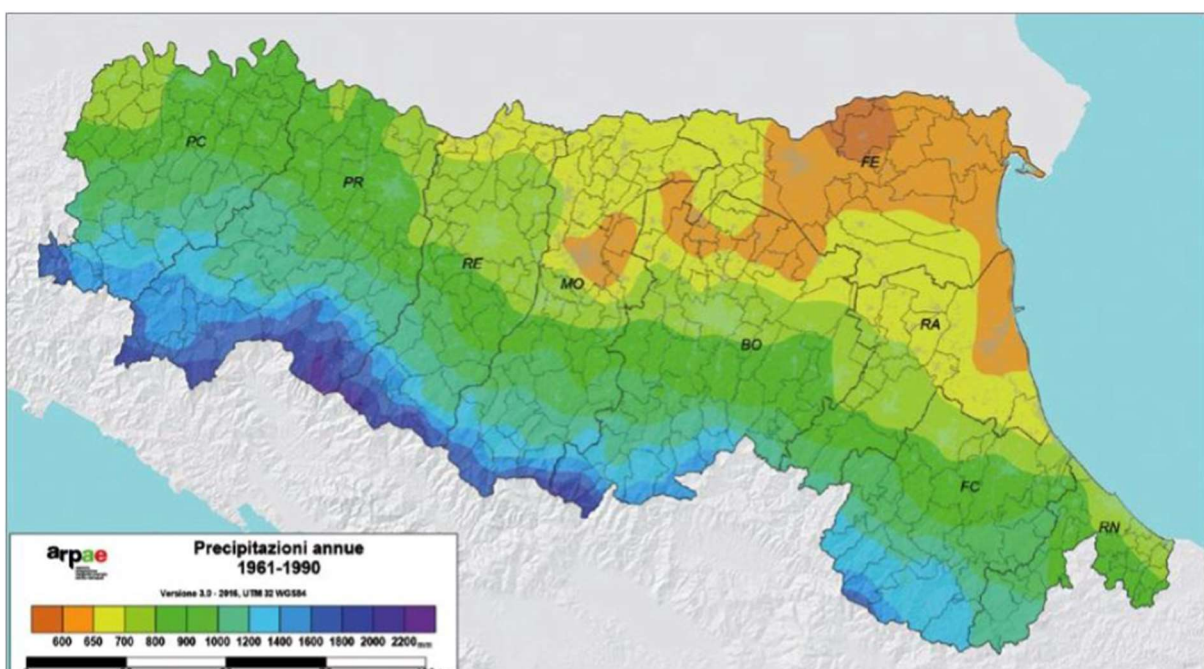 PC
PR
FE
RE
MO
BO
RA
FC
RN
arpae
Precipitazioni annue
1961-1990
Versione 3.0 - 2016, UTM 32 WGS84
600 650 700 800 900 1000 1200 1400 1600 1800 2000 2200mm